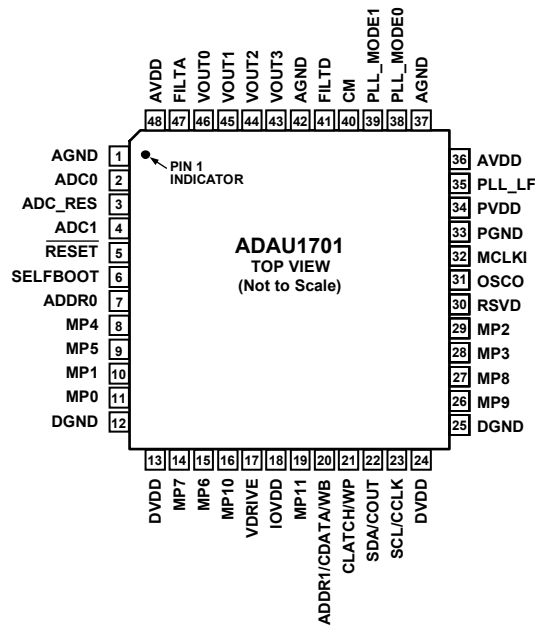 AVDD
FILTA
VOUT0
VOUT1
VOUT2
VOUT3
AGND
FILTD
CM
PLL_MODE1
PLL_MODE0
AGND
48 47 46 45 44 43 42 41 40 39 38 37
AGND 1
ADC0 2
ADC_RES 3
ADC1 4
RESET 5
SELFBOOT 6
ADDR0 7
MP4 8
MP5 9
MP1 10
MP0 11
DGND 12
PIN 1
INDICATOR
ADAU1701
TOP VIEW
(Not to Scale)
36 AVDD
35 PLL_LF
34 PVDD
33 PGND
32 MCLKI
31 OSCO
30 RSVD
29 MP2
28 MP3
27 MP8
26 MP9
25 DGND
13 14 15 16 17 18 19 20 21 22 23 24
DVDD
MP7
MP6
MP10
VDRIVE
IOVDD
MP11
ADDR1/CDATA/WB
CLATCH/WP
SDA/COUT
SCL/CCLK
DVDD